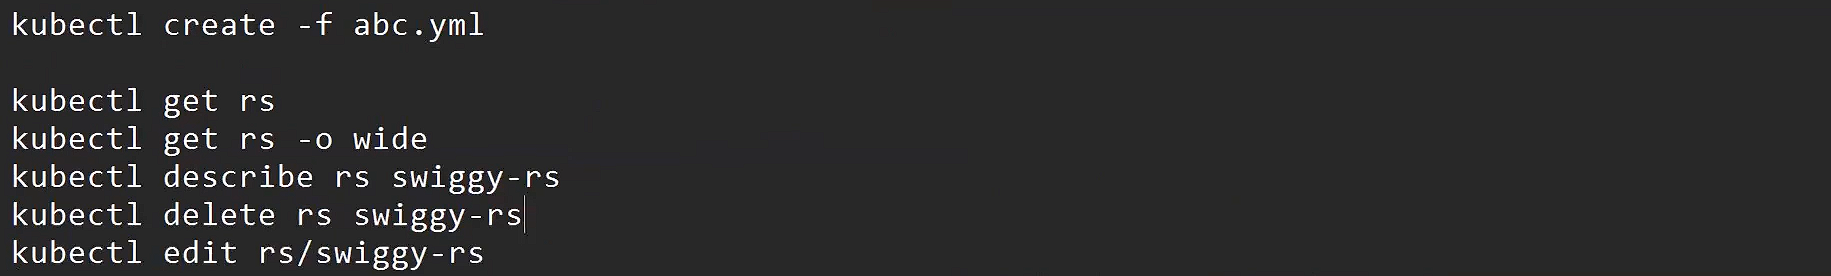 kubectl create -f abc.yml
kubectl get rs
kubectl get rs -o wide
kubectl describe rs swiggy-rs
kubectl delete rs swiggy-rs
kubectl edit rs/swiggy-rs